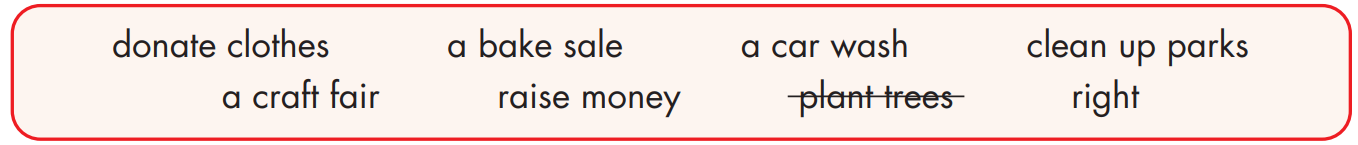 donate clothes a bake sale a car wash clean up parks
a craft fair raise money plant trees right